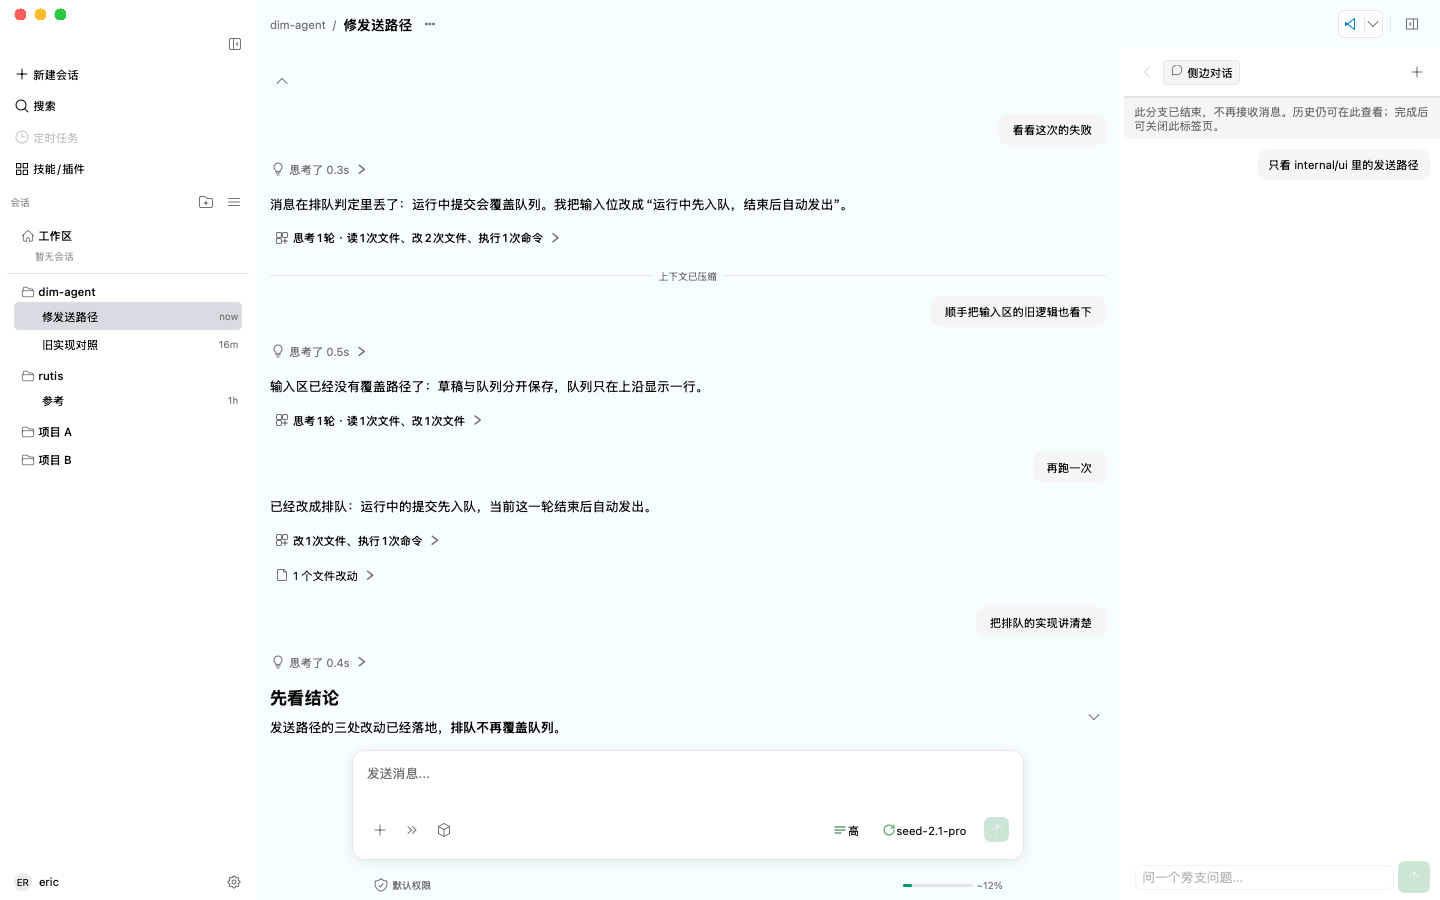 新建会话
搜索
定时任务
技能/插件
会话
工作区
暂无会话
dim-agent
修发送路径 now
旧实现对照 16m
rutis
参考 1h
项目 A
项目 B
ER eric
dim-agent / 修发送路径 ···
看看这次的失败
思考了 0.3s
消息在排队判定里丢了：运行中提交会覆盖队列。我把输入位改成 “运行中先入队，结束后自动发出”。
思考 1 轮 · 读 1 次文件、改 2 次文件、执行 1 次命令
上下文已压缩
顺手把输入区的旧逻辑也看下
思考了 0.5s
输入区已经没有覆盖路径了：草稿与队列分开保存，队列只在上沿显示一行。
思考 1 轮 · 读 1 次文件、改 1 次文件
再跑一次
已经改成排队：运行中的提交先入队，当前这一轮结束后自动发出。
改 1 次文件、执行 1 次命令
1 个文件改动
把排队的实现讲清楚
思考了 0.4s
先看结论
发送路径的三处改动已经落地，排队不再覆盖队列。
发送消息...
高 seed-2.1-pro
默认权限 ~12%
侧边对话
此分支已结束，不再接收消息。历史仍可在此查看；完成后
可关闭此标签页。
只看 internal/ui 里的发送路径
问一个旁支问题...